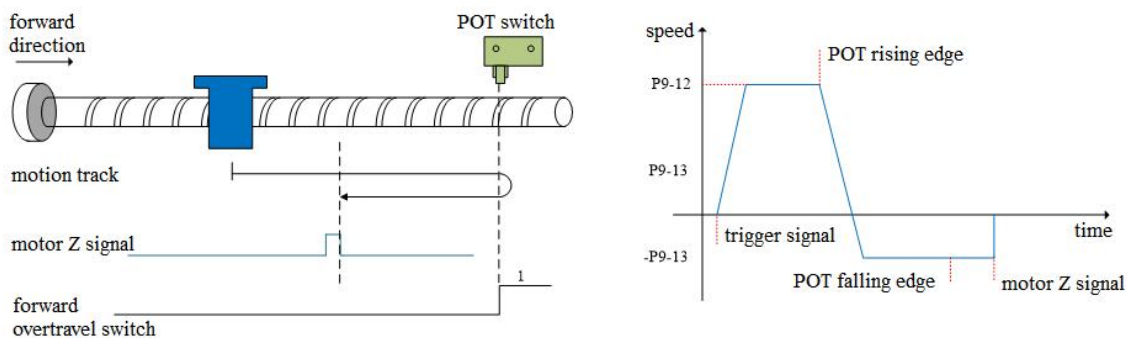 forward
direction
POT switch
motion track
motor Z signal
1
forward
overtravel switch
speed
POT rising edge
P9-12
P9-13
trigger signal
time
-P9-13
POT falling edge
motor Z signal